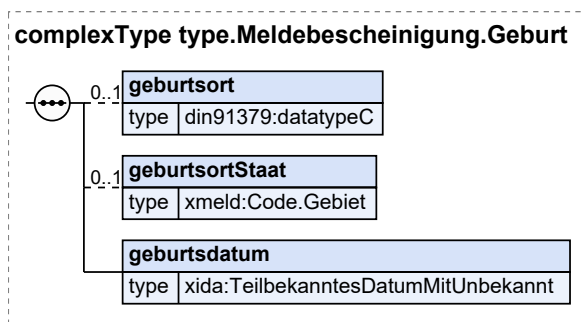 complexType type.Meldebescheinigung.Geburt
0..1 geburtsort
type din91379:datatypeC
0..1 geburtsortStaat
type xmeld:Code.Gebiet
geburtsdatum
type xida:TeilbekanntesDatumMitUnbekannt